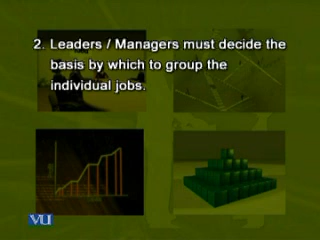 2. Leaders / Managers must decide the
basis by which to group the
individual jobs.
VU